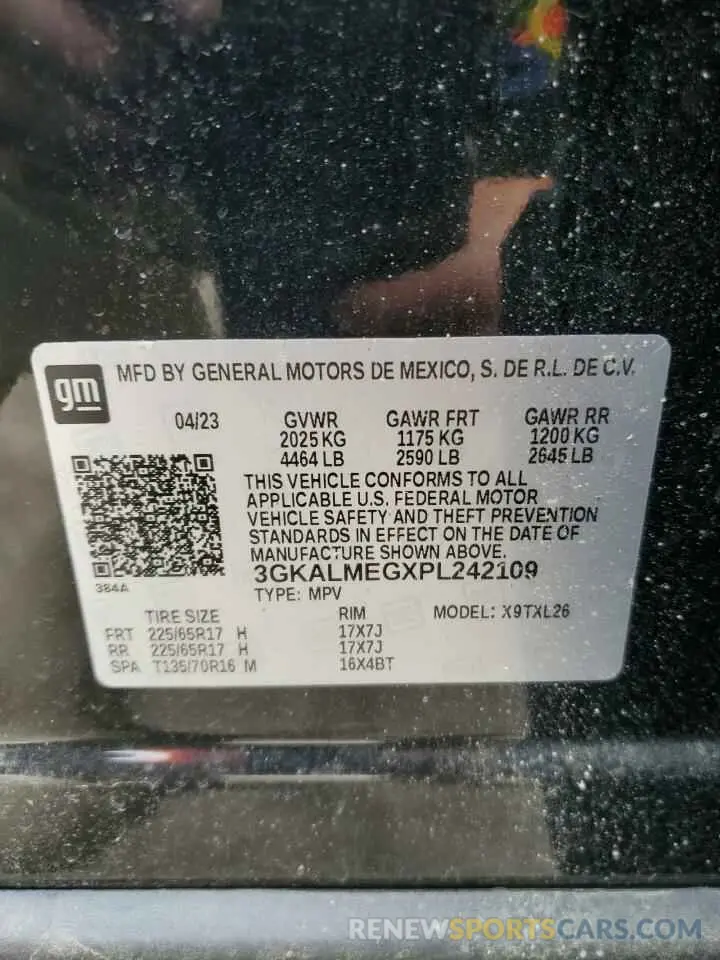 gm
MFD BY GENERAL MOTORS DE MEXICO, S. DE R.L. DE C.V.
04/23 GVWR GAWR FRT GAWR RR
2025 KG 1175 KG 1200 KG
4464 LB 2590 LB 2645 LB
THIS VEHICLE CONFORMS TO ALL
APPLICABLE U.S. FEDERAL MOTOR
VEHICLE SAFETY AND THEFT PREVENTION
STANDARDS IN EFFECT ON THE DATE OF
MANUFACTURE SHOWN ABOVE.
384A
3GKALMEGXPL242109
TYPE: MPV
TIRE SIZE RIM MODEL: X9TXL26
FRT 225/65R17 H 17X7J
RR 225/65R17 H 17X7J
SPA T135/70R16 M 16X4BT
RENEWSPORTSCARS.COM